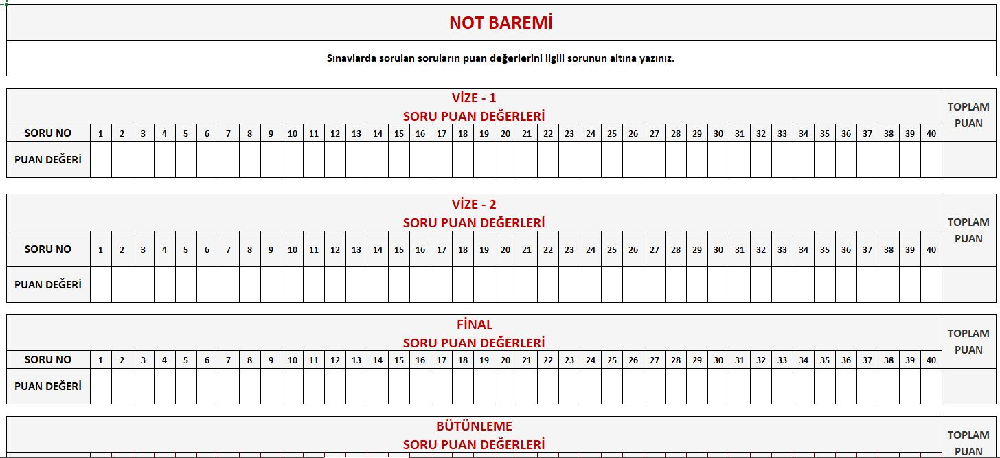 NOT BAREMİ
Sınavlarda sorulan soruların puan değerlerini ilgili sorunun altına yazınız.
VİZE - 1
SORU PUAN DEĞERLERİ
TOPLAM
PUAN
SORU NO 1 2 3 4 5 6 7 8 9 10 11 12 13 14 15 16 17 18 19 20 21 22 23 24 25 26 27 28 29 30 31 32 33 34 35 36 37 38 39 40
PUAN DEĞERİ
VİZE - 2
SORU PUAN DEĞERLERİ
TOPLAM
PUAN
SORU NO 1 2 3 4 5 6 7 8 9 10 11 12 13 14 15 16 17 18 19 20 21 22 23 24 25 26 27 28 29 30 31 32 33 34 35 36 37 38 39 40
PUAN DEĞERİ
FİNAL
SORU PUAN DEĞERLERİ
TOPLAM
PUAN
SORU NO 1 2 3 4 5 6 7 8 9 10 11 12 13 14 15 16 17 18 19 20 21 22 23 24 25 26 27 28 29 30 31 32 33 34 35 36 37 38 39 40
PUAN DEĞERİ
BÜTÜNLEME
SORU PUAN DEĞERLERİ
TOPLAM
PUAN